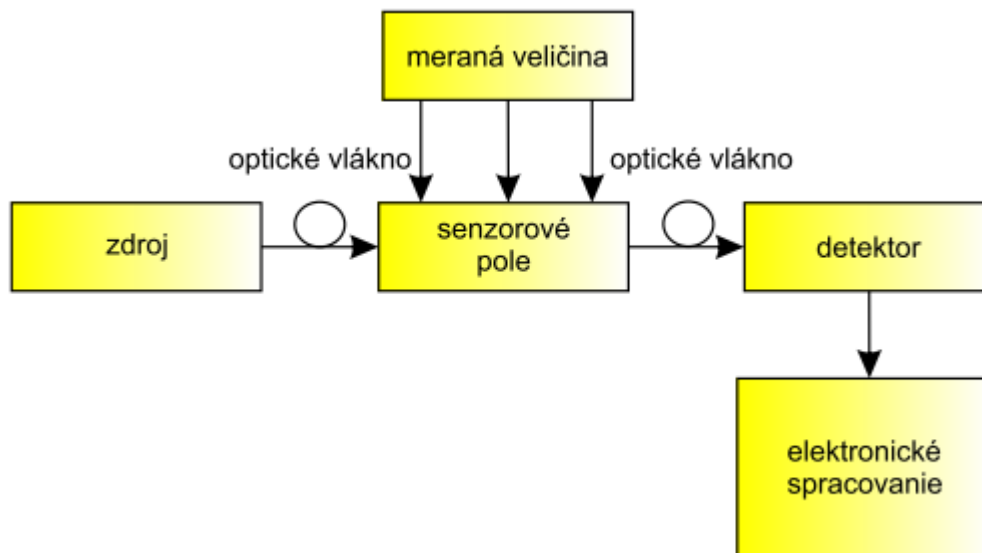 meraná veličina
optické vlákno
optické vlákno
zdroj
senzorové
pole
detektor
elektronické
spracovanie